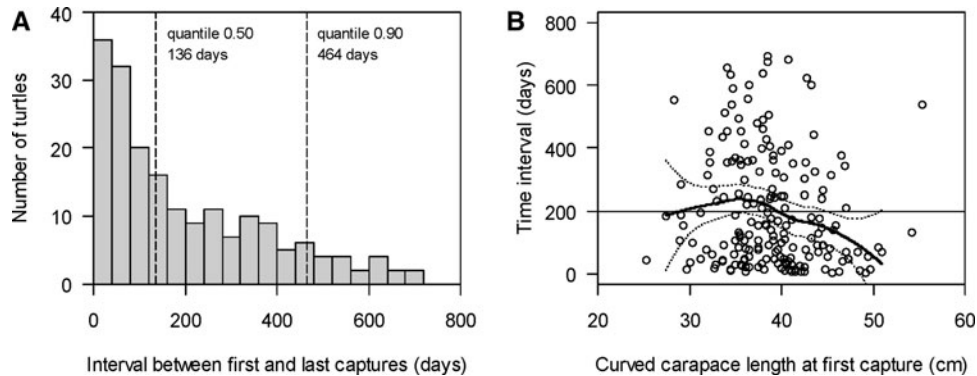 A
quantile 0.50
136 days
quantile 0.90
464 days
Number of turtles
40
30
20
10
0
0 200 400 600 800
Interval between first and last captures (days)
B
Time interval (days)
800
600
400
200
0
20 30 40 50 60
Curved carapace length at first capture (cm)